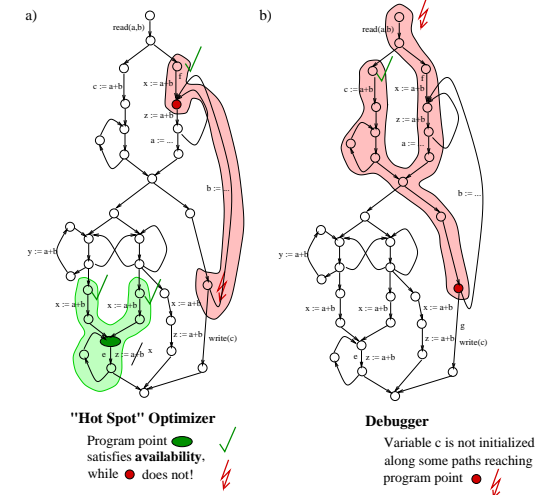 a)
b)
read(a,b)
f
c := a+b
x := a+b
z := a+b
a := ...
b := ...
y := a+b
x := a+b
x := a+b
x := a+b
z := a+b
e
z := a+b
x
write(c)
read(a,b)
f
c := a+b
x := a+b
z := a+b
a := ...
b := ...
y := a+b
x := a+b
x := a+b
x := a+b
z := a+b
e
z := a+b
g
write(c)
"Hot Spot" Optimizer
Program point
satisfies availability,
while does not!
Debugger
Variable c is not initialized
along some paths reaching
program point